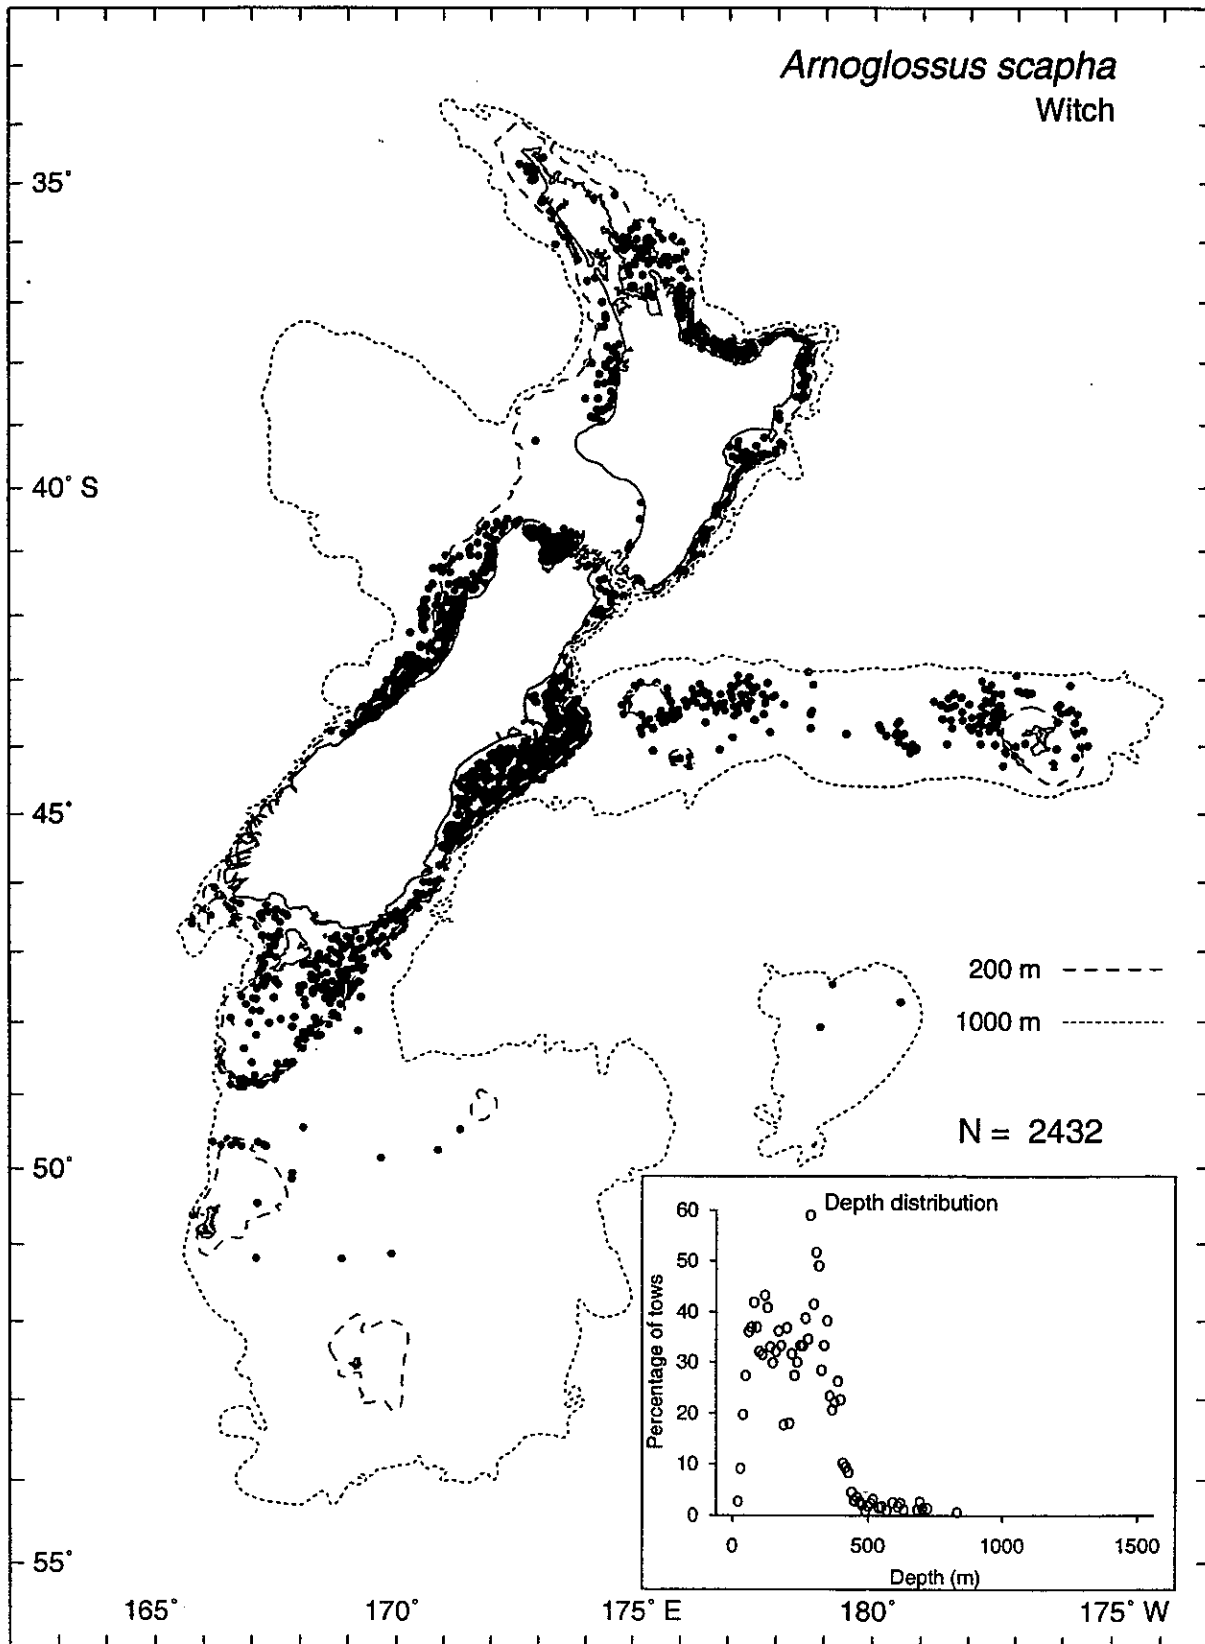 Arnoglossus scapha
Witch
35°
40° S
45°
200 m
1000 m
N = 2432
50°
Depth distribution
60
50
40
30
20
10
0
Percentage of tows
0 500 1000 1500
Depth (m)
55°
165° 170° 175° E 180° 175° W